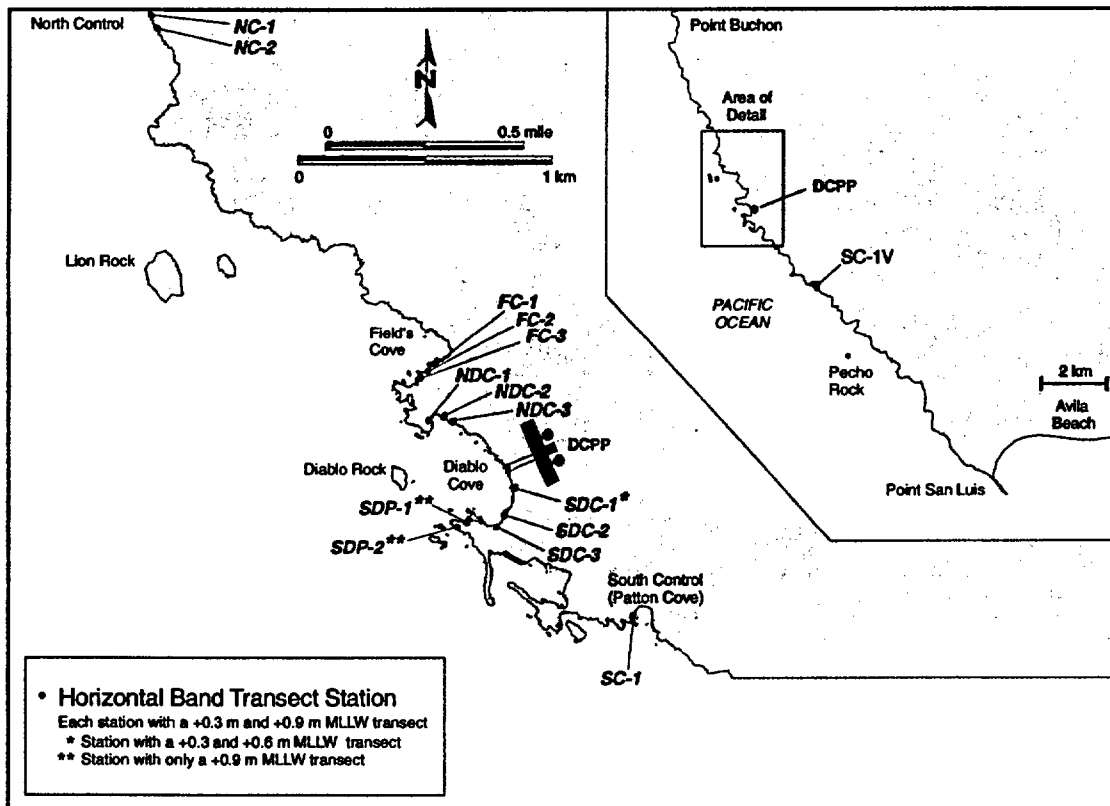 North Control
NC-1
NC-2
N
0 0.5 mile
0 1 km
Lion Rock
Field's
Cove
FC-1
FC-2
FC-3
NDC-1
NDC-2
NDC-3
DCPP
Diablo Rock
Diablo
Cove
SDP-1**
SDP-2**
SDC-1*
SDC-2
SDC-3
South Control
(Patton Cove)
SC-1
Point Buchon
Area of
Detail
DCPP
SC-1V
PACIFIC
OCEAN
Pecho
Rock
2 km
Avila
Beach
Point San Luis
• Horizontal Band Transect Station
Each station with a +0.3 m and +0.9 m MLLW transect
* Station with a +0.3 and +0.6 m MLLW transect
** Station with only a +0.9 m MLLW transect